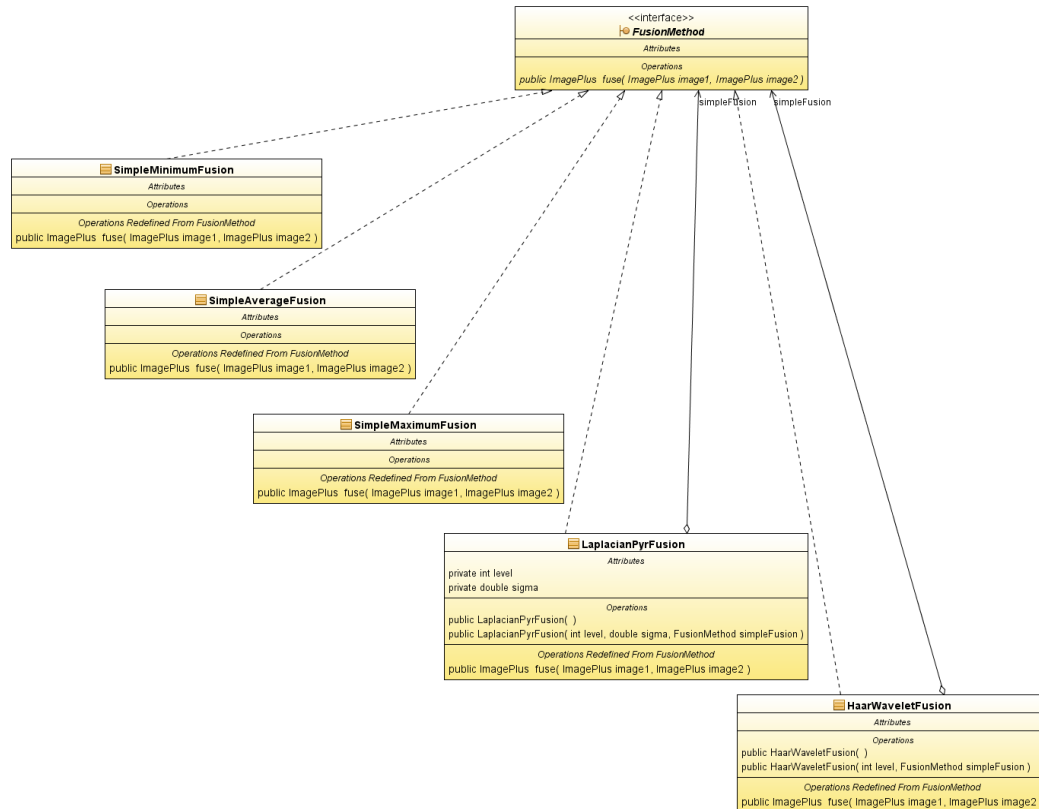 <<interface>>
FusionMethod
Attributes
Operations
public ImagePlus fuse( ImagePlus image1, ImagePlus image2 )
simpleFusion
simpleFusion
SimpleMinimumFusion
Attributes
Operations
Operations Redefined From FusionMethod
public ImagePlus fuse( ImagePlus image1, ImagePlus image2 )
SimpleAverageFusion
Attributes
Operations
Operations Redefined From FusionMethod
public ImagePlus fuse( ImagePlus image1, ImagePlus image2 )
SimpleMaximumFusion
Attributes
Operations
Operations Redefined From FusionMethod
public ImagePlus fuse( ImagePlus image1, ImagePlus image2 )
LaplacianPyrFusion
Attributes
private int level
private double sigma
Operations
public LaplacianPyrFusion( )
public LaplacianPyrFusion( int level, double sigma, FusionMethod simpleFusion )
Operations Redefined From FusionMethod
public ImagePlus fuse( ImagePlus image1, ImagePlus image2 )
HaarWaveletFusion
Attributes
Operations
public HaarWaveletFusion( )
public HaarWaveletFusion( int level, FusionMethod simpleFusion )
Operations Redefined From FusionMethod
public ImagePlus fuse( ImagePlus image1, ImagePlus image2